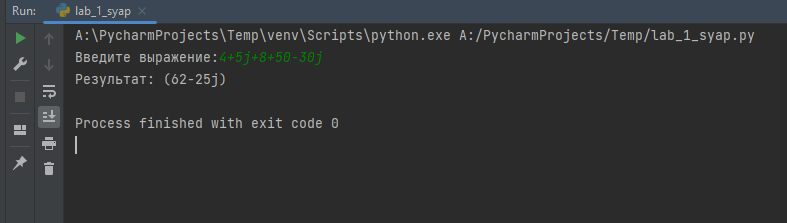 Run: lab_1_syap
A:\PycharmProjects\Temp\venv\Scripts\python.exe A:/PycharmProjects/Temp/lab_1_syap.py
Введите выражение:4+5j+8+50-30j
Результат: (62-25j)
Process finished with exit code 0